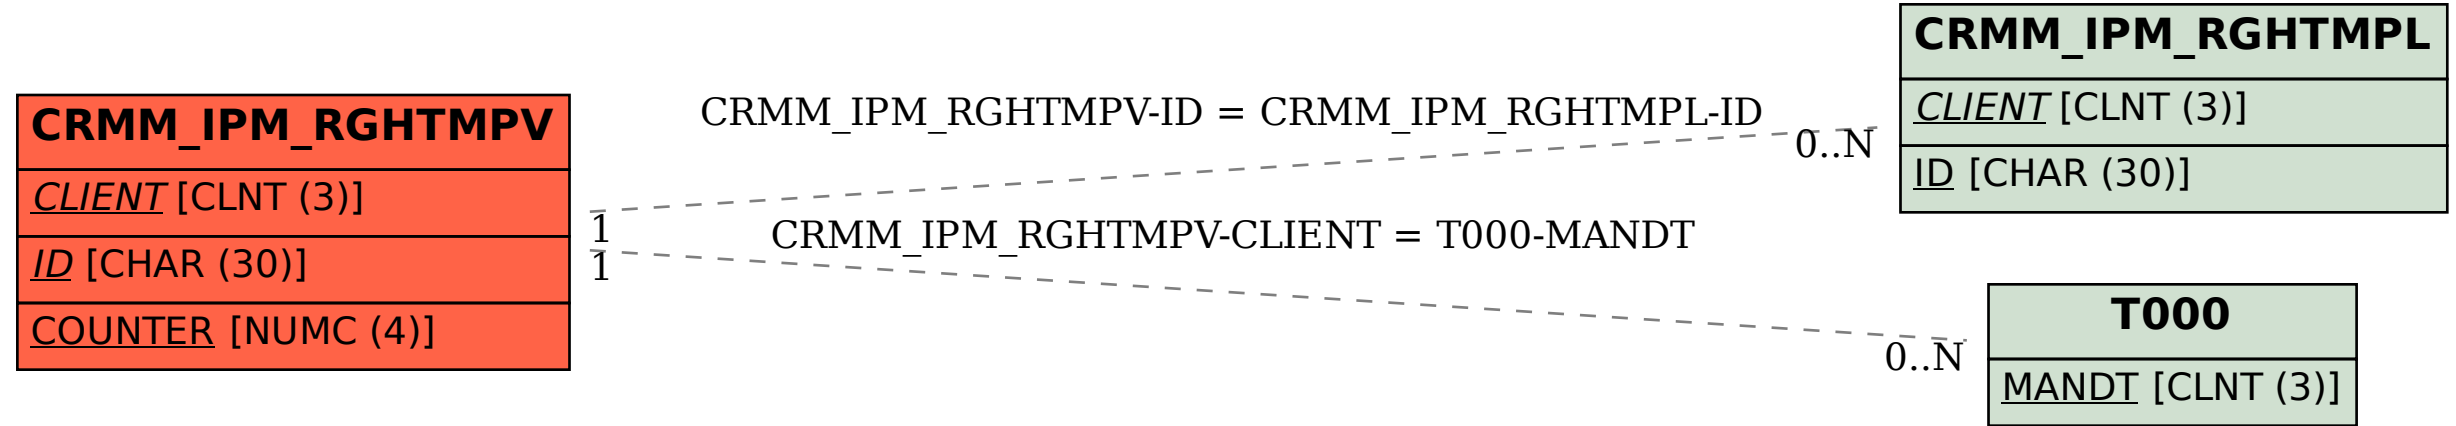 CRMM_IPM_RGHTMPV
CLIENT [CLNT (3)]
ID [CHAR (30)]
COUNTER [NUMC (4)]
CRMM_IPM_RGHTMPV-ID = CRMM_IPM_RGHTMPL-ID
0..N
1
CRMM_IPM_RGHTMPV-CLIENT = T000-MANDT
1
0..N
CRMM_IPM_RGHTMPL
CLIENT [CLNT (3)]
ID [CHAR (30)]
T000
MANDT [CLNT (3)]